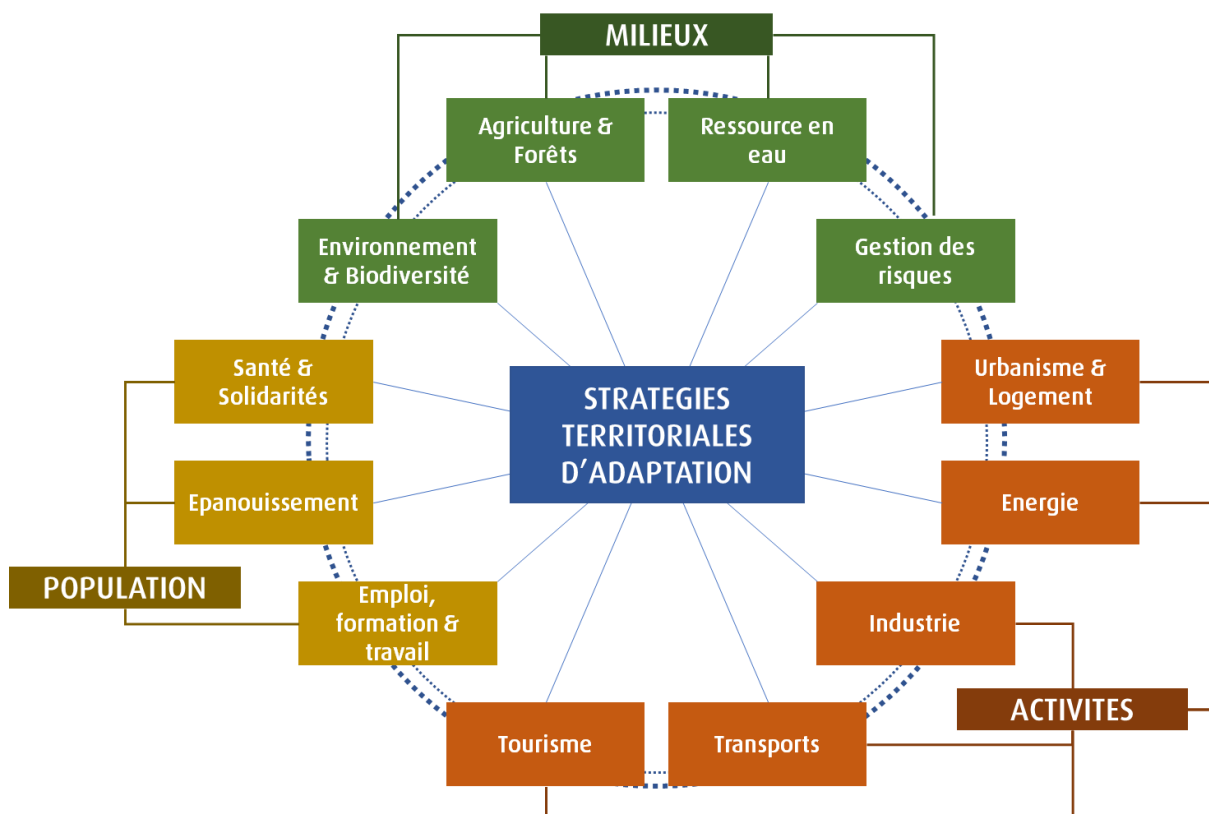 MILIEUX
Agriculture &
Forêts
Ressource en
eau
Environnement
& Biodiversité
Gestion des
risques
Santé &
Solidarités
Urbanisme &
Logement
STRATEGIES
TERRITORIALES
D’ADAPTATION
Epanouissement
Energie
POPULATION
Emploi,
formation &
travail
Industrie
ACTIVITES
Tourisme
Transports